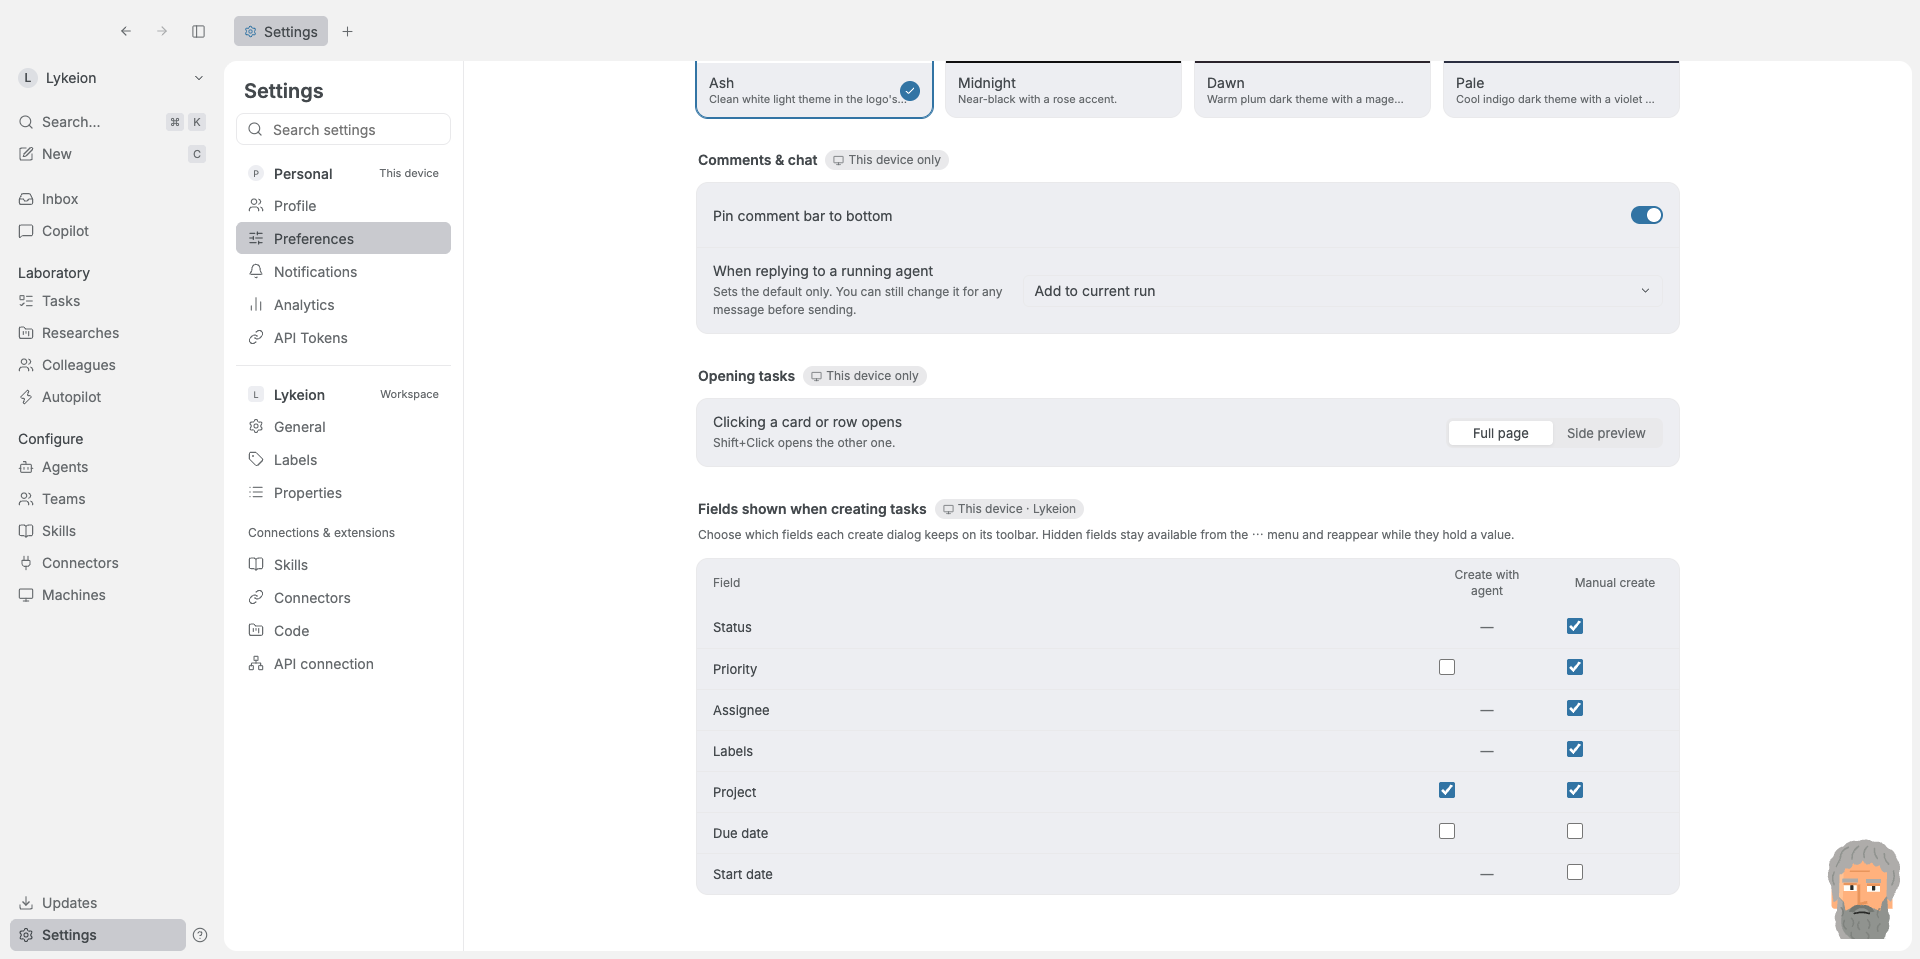 Settings
L
Lykeion
Search...
⌘ K
New
C
Inbox
Copilot
Laboratory
Tasks
Researches
Colleagues
Autopilot
Configure
Agents
Teams
Skills
Connectors
Machines
Updates
Settings
Settings
Search settings
P
Personal
This device
Profile
Preferences
Notifications
Analytics
API Tokens
L
Lykeion
Workspace
General
Labels
Properties
Connections & extensions
Skills
Connectors
Code
API connection
Ash
Clean white light theme in the logo's...
Midnight
Near-black with a rose accent.
Dawn
Warm plum dark theme with a mage...
Pale
Cool indigo dark theme with a violet ...
Comments & chat
This device only
Pin comment bar to bottom
When replying to a running agent
Sets the default only. You can still change it for any
message before sending.
Add to current run
Opening tasks
This device only
Clicking a card or row opens
Shift+Click opens the other one.
Full page
Side preview
Fields shown when creating tasks
This device · Lykeion
Choose which fields each create dialog keeps on its toolbar. Hidden fields stay available from the ··· menu and reappear while they hold a value.
Field
Create with
agent
Manual create
Status
—
Priority
Assignee
—
Labels
—
Project
Due date
Start date
—